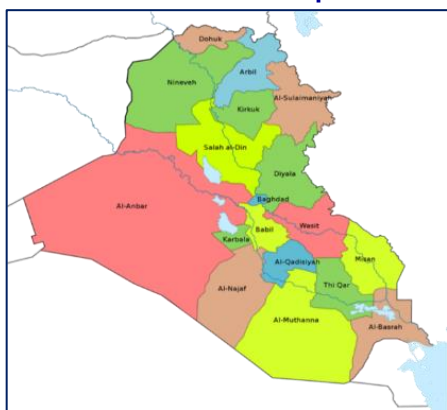 Dohuk
Nineveh
Arbil
Al-Sulaimaniyah
Kirkuk
Salah al-Din
Diyala
Al-Anbar
Baghdad
Wasit
Babil
Karbala
Al-Qadisiyah
Misan
Thi Qar
Al-Najaf
Al-Muthanna
Al-Basrah